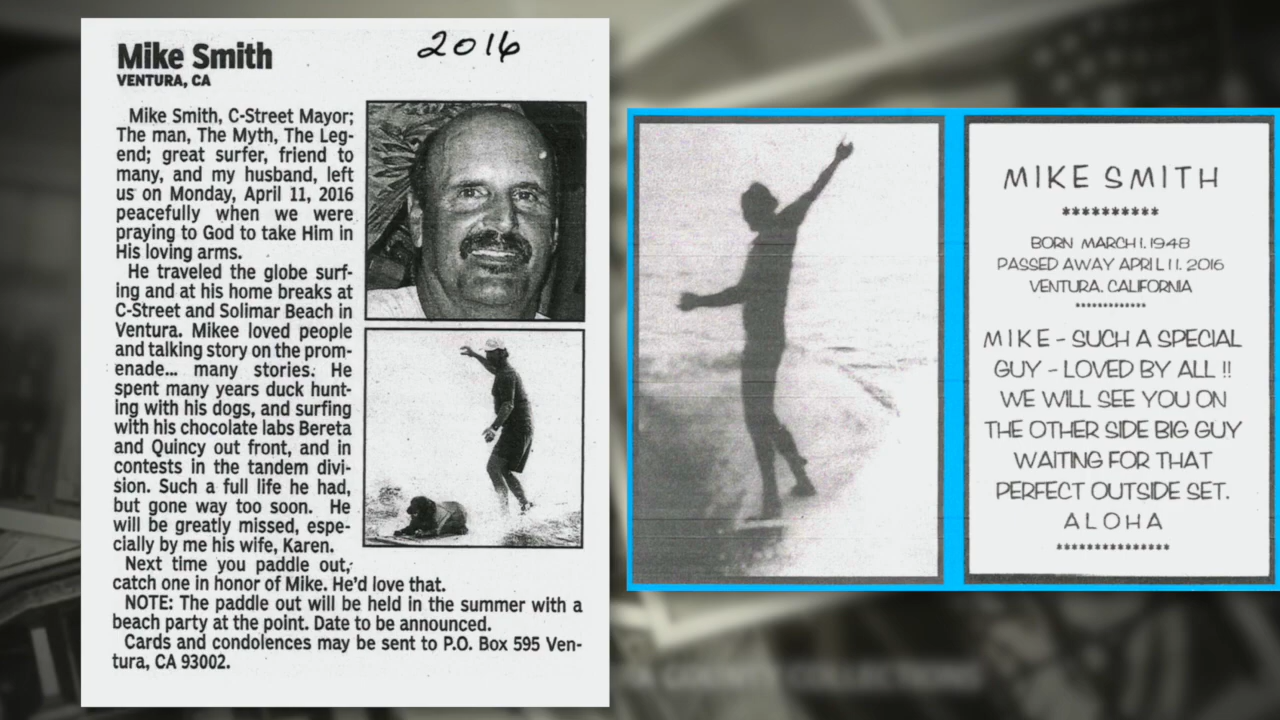 2016
Mike Smith
VENTURA, CA
Mike Smith, C-Street Mayor;
The man, The Myth, The Leg-
end; great surfer, friend to
many, and my husband, left
us on Monday, April 11, 2016
peacefully when we were
praying to God to take Him in
His loving arms.
He traveled the globe surf-
ing and at his home breaks at
C-Street and Solimar Beach in
Ventura. Mikee loved people
and talking story on the prom-
enade... many stories. He
spent many years duck hunt-
ing with his dogs, and surfing
with his chocolate labs Bereta
and Quincy out front, and in
contests in the tandem divi-
sion. Such a full life he had,
but gone way too soon. He
will be greatly missed, espe-
cially by me his wife, Karen.
Next time you paddle out,
catch one in honor of Mike. He'd love that.
NOTE: The paddle out will be held in the summer with a
beach party at the point. Date to be announced.
Cards and condolences may be sent to P.O. Box 595 Ven-
tura, CA 93002.
MIKE SMITH
**********
BORN MARCH 1, 1948
PASSED AWAY APRIL 11, 2016
VENTURA, CALIFORNIA
*************
MIKE - SUCH A SPECIAL
GUY - LOVED BY ALL !!
WE WILL SEE YOU ON
THE OTHER SIDE BIG GUY
WAITING FOR THAT
PERFECT OUTSIDE SET.
ALOHA
***************
COLLECTIONS